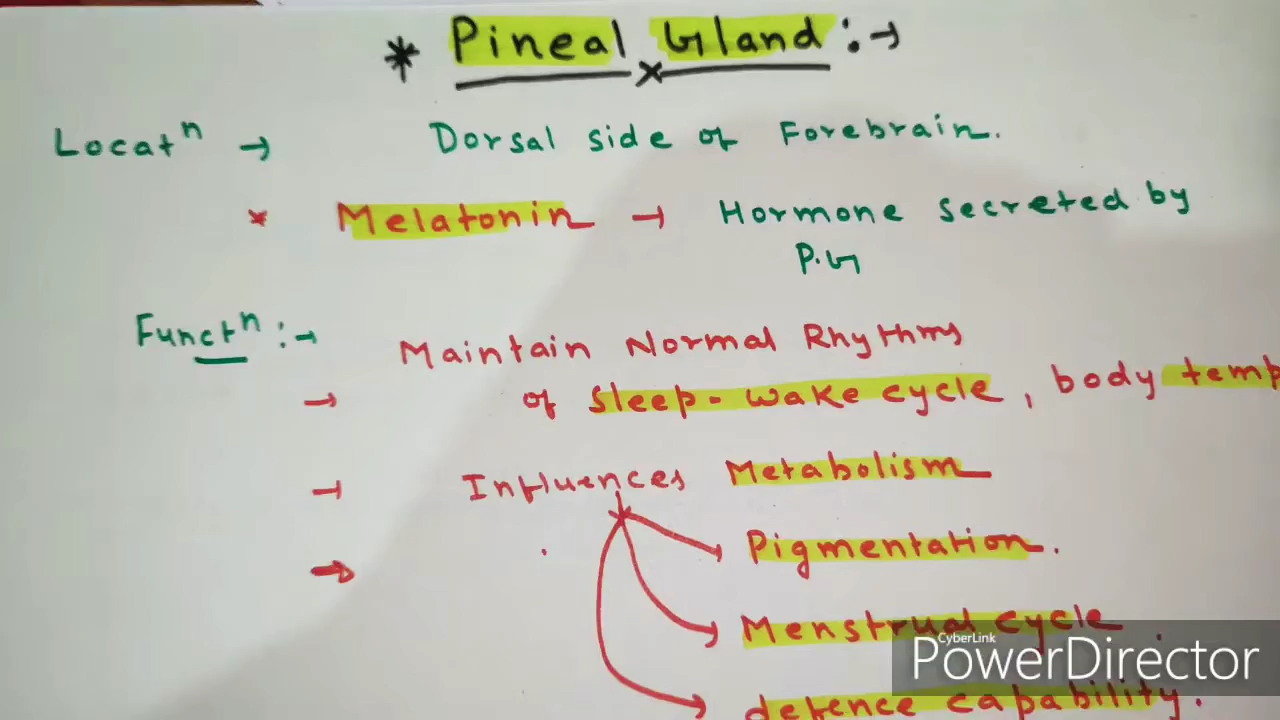 * Pineal Gland :→
Locatⁿ → Dorsal side of Forebrain.
* Melatonin → Hormone secreted by
P.G
Functⁿ :→ Maintain Normal Rhythms
→ of Sleep-wake cycle, body temp
→ Influences Metabolism
→ Pigmentation.
→ Menstrual cycle
→ defence capability.
CyberLink
PowerDirector